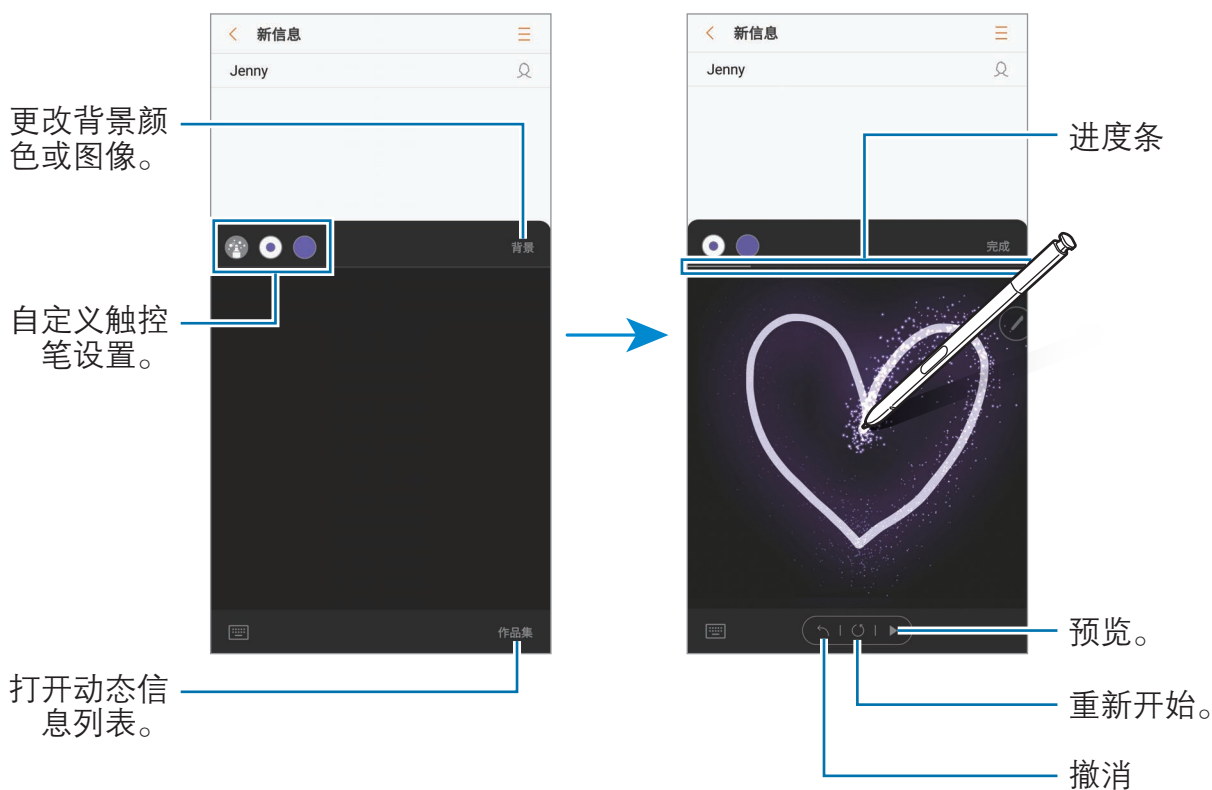 新信息
Jenny
更改背景颜
色或图像。
背景
自定义触控
笔设置。
作品集
打开动态信
息列表。
新信息
Jenny
进度条
完成
预览。
重新开始。
撤消